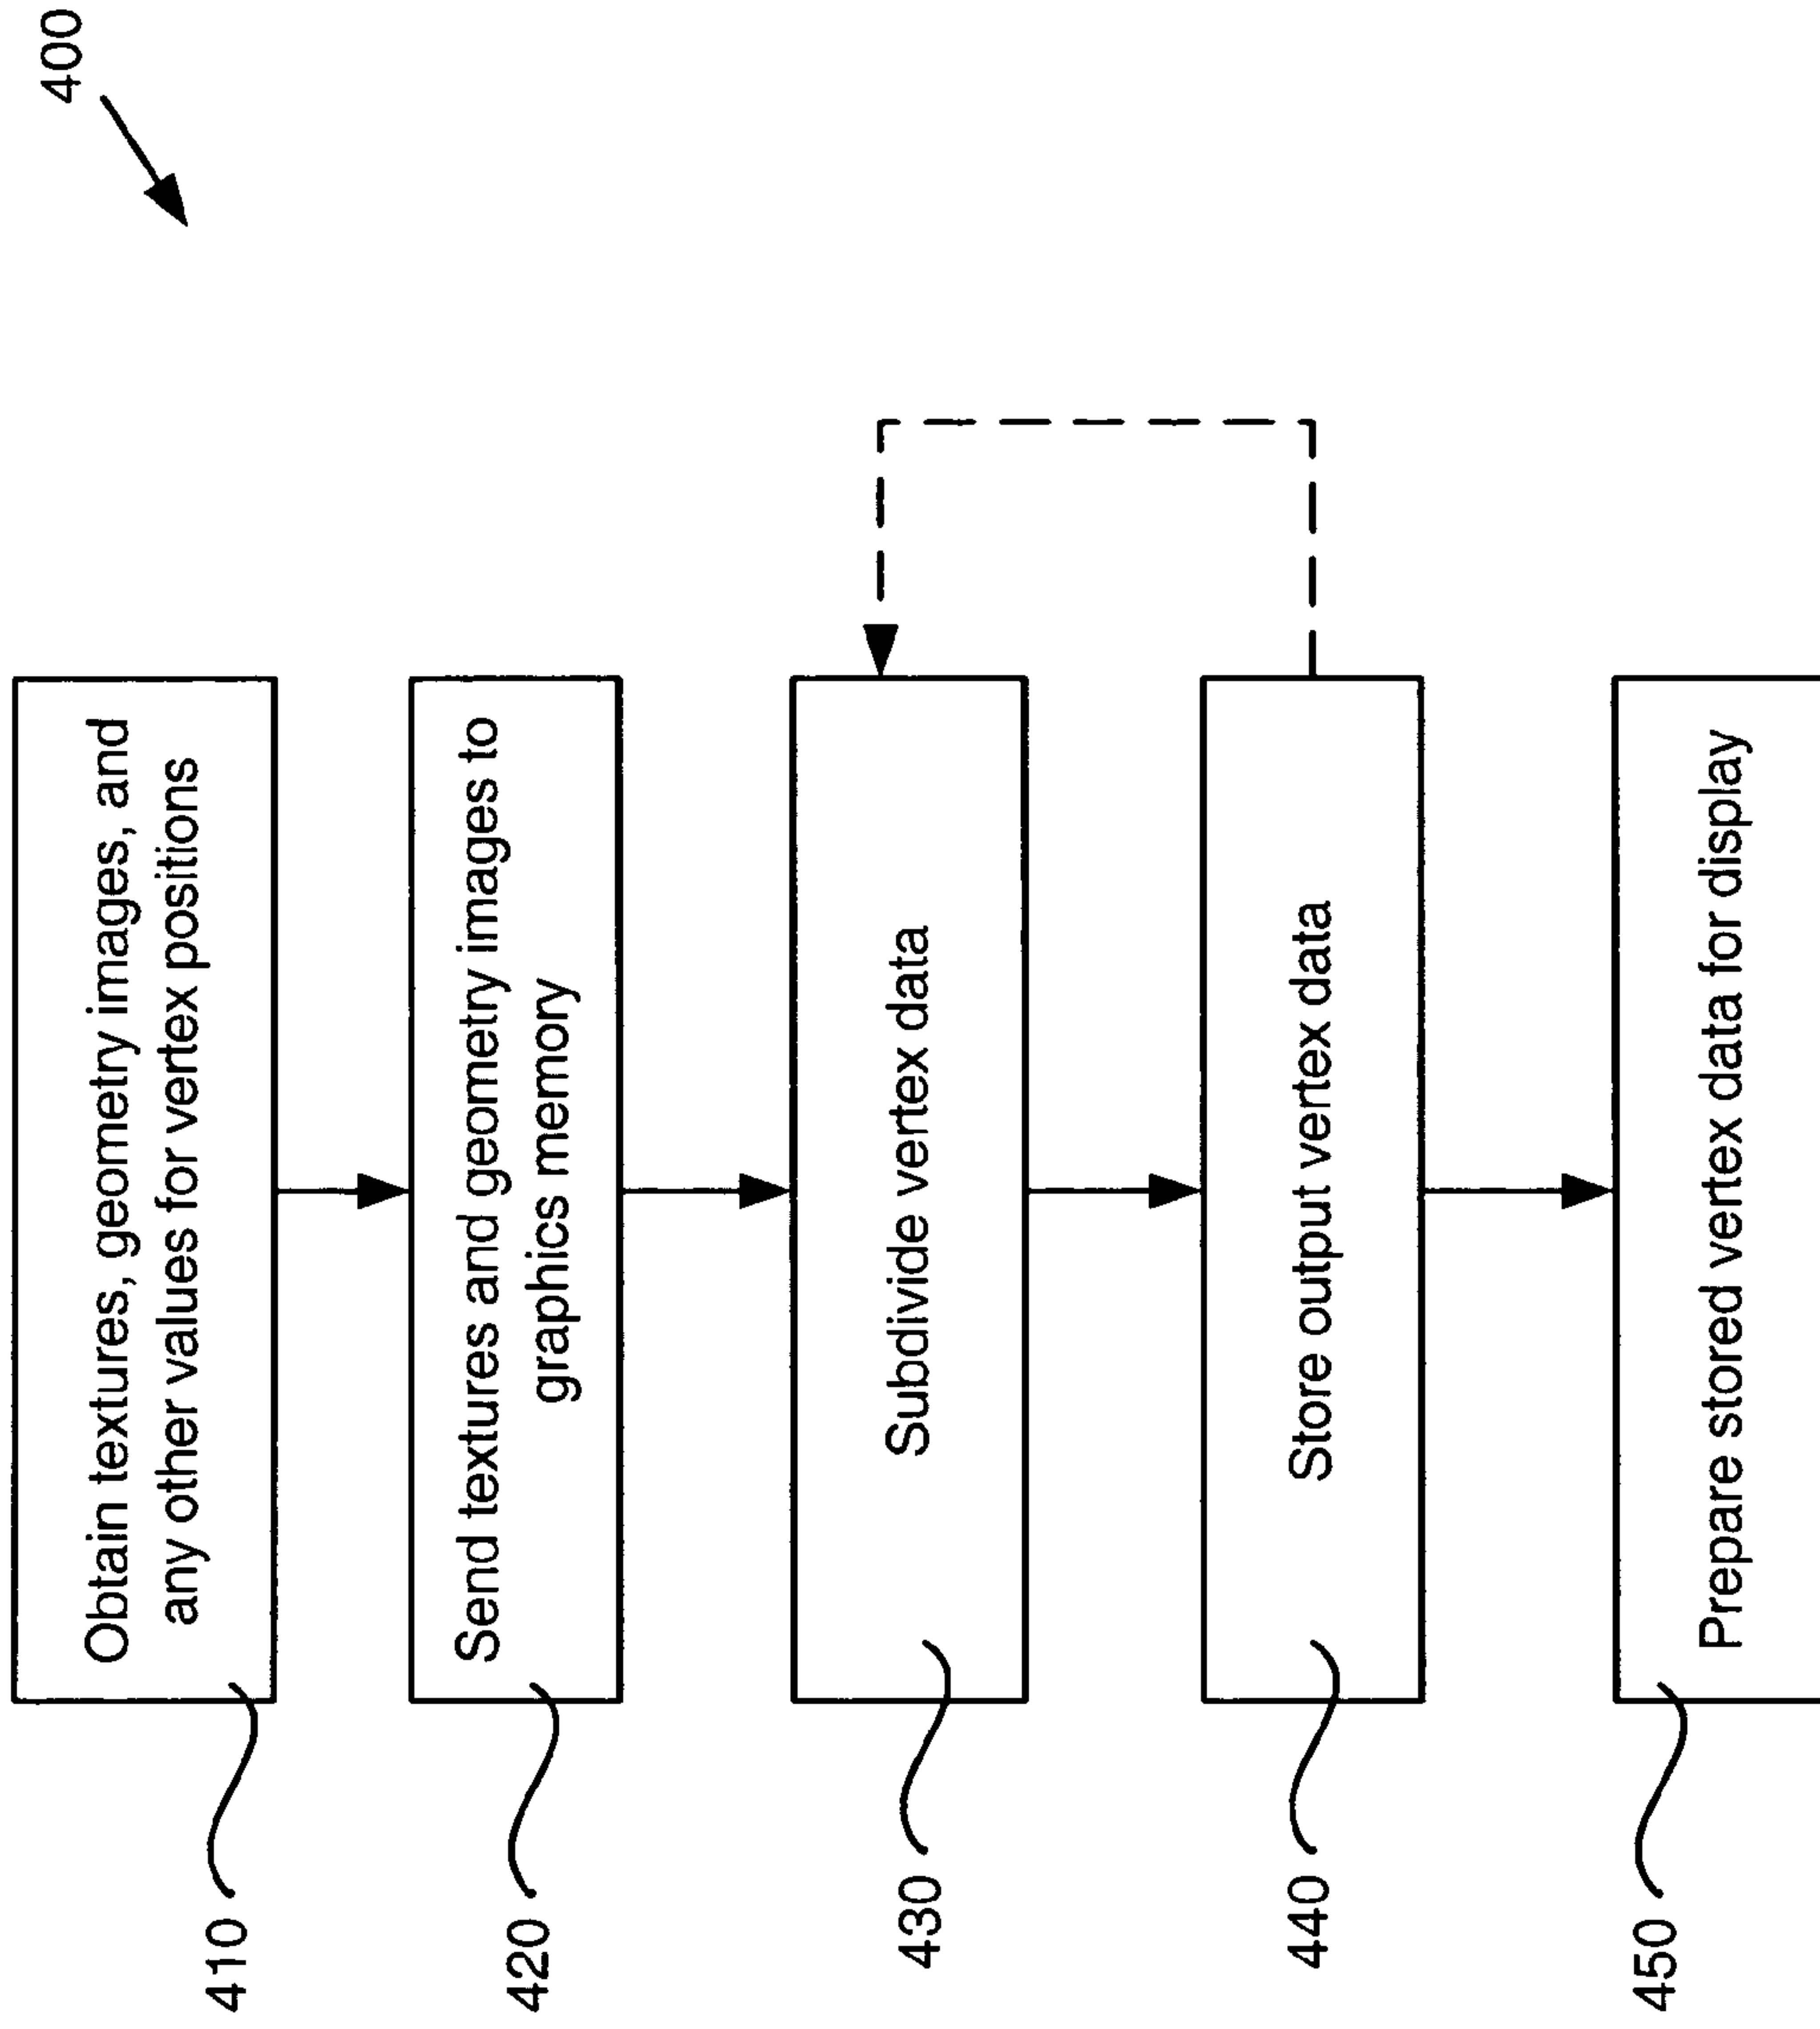 400
410
Obtain textures, geometry images, and
any other values for vertex positions
420
Send textures and geometry images to
graphics memory
430
Subdivide vertex data
440
Store output vertex data
450
Prepare stored vertex data for display